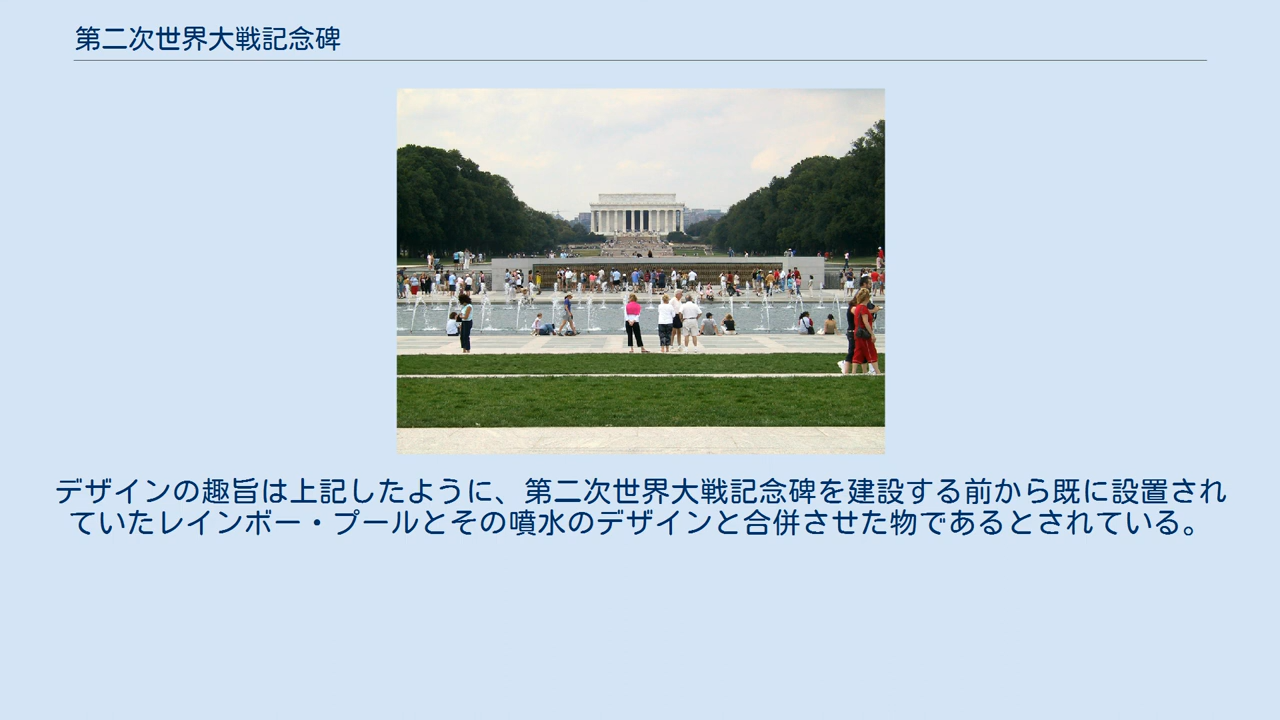 第二次世界大戦記念碑
デザインの趣旨は上記したように、第二次世界大戦記念碑を建設する前から既に設置され
ていたレインボー・プールとその噴水のデザインと合併させた物であるとされている。